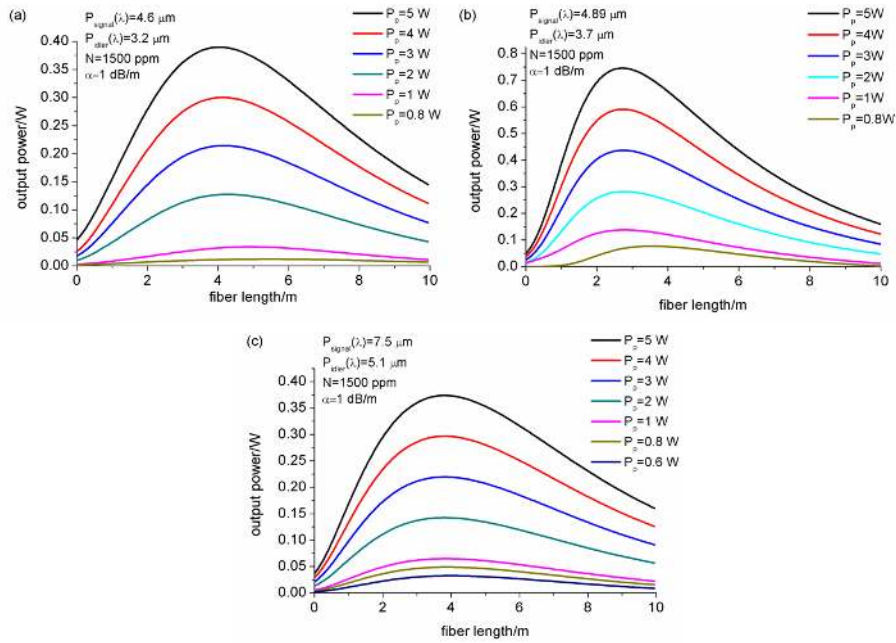 (a)
P_signal(λ)=4.6 μm
P_idler(λ)=3.2 μm
N=1500 ppm
α=1 dB/m
P_p=5 W
P_p=4 W
P_p=3 W
P_p=2 W
P_p=1 W
P_p=0.8 W
output power/W
0.40
0.35
0.30
0.25
0.20
0.15
0.10
0.05
0.00
0 2 4 6 8 10
fiber length/m
(b)
P_signal(λ)=4.89 μm
P_idler(λ)=3.7 μm
N=1500 ppm
α=1 dB/m
P_p=5W
P_p=4W
P_p=3W
P_p=2W
P_p=1W
P_p=0.8W
output power/W
0.8
0.7
0.6
0.5
0.4
0.3
0.2
0.1
0.0
0 2 4 6 8 10
fiber length/m
(c)
P_signal(λ)=7.5 μm
P_idler(λ)=5.1 μm
N=1500 ppm
α=1 dB/m
P_p=5 W
P_p=4 W
P_p=3 W
P_p=2 W
P_p=1 W
P_p=0.8 W
P_p=0.6 W
output power/W
0.40
0.35
0.30
0.25
0.20
0.15
0.10
0.05
0.00
0 2 4 6 8 10
fiber length/m